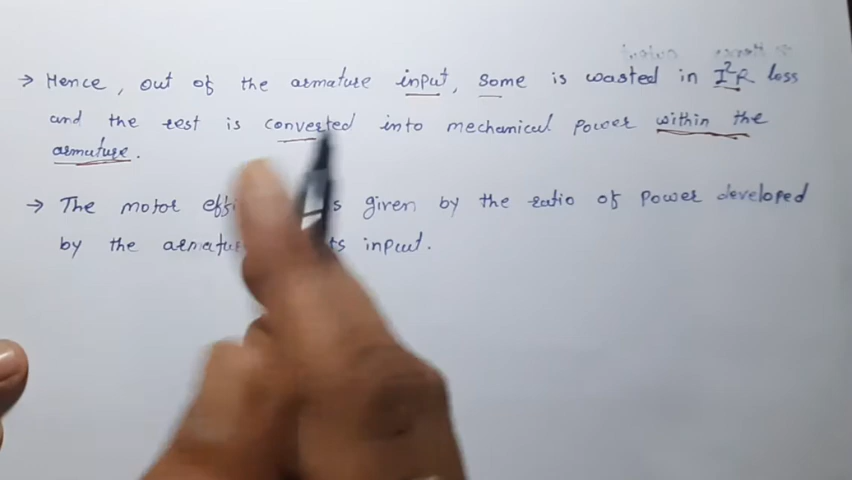 → Hence, out of the armature input, some is wasted in I²R loss
and the rest is converted into mechanical power within the
armature.
→ The motor is given by the ratio of power developed
by the input.